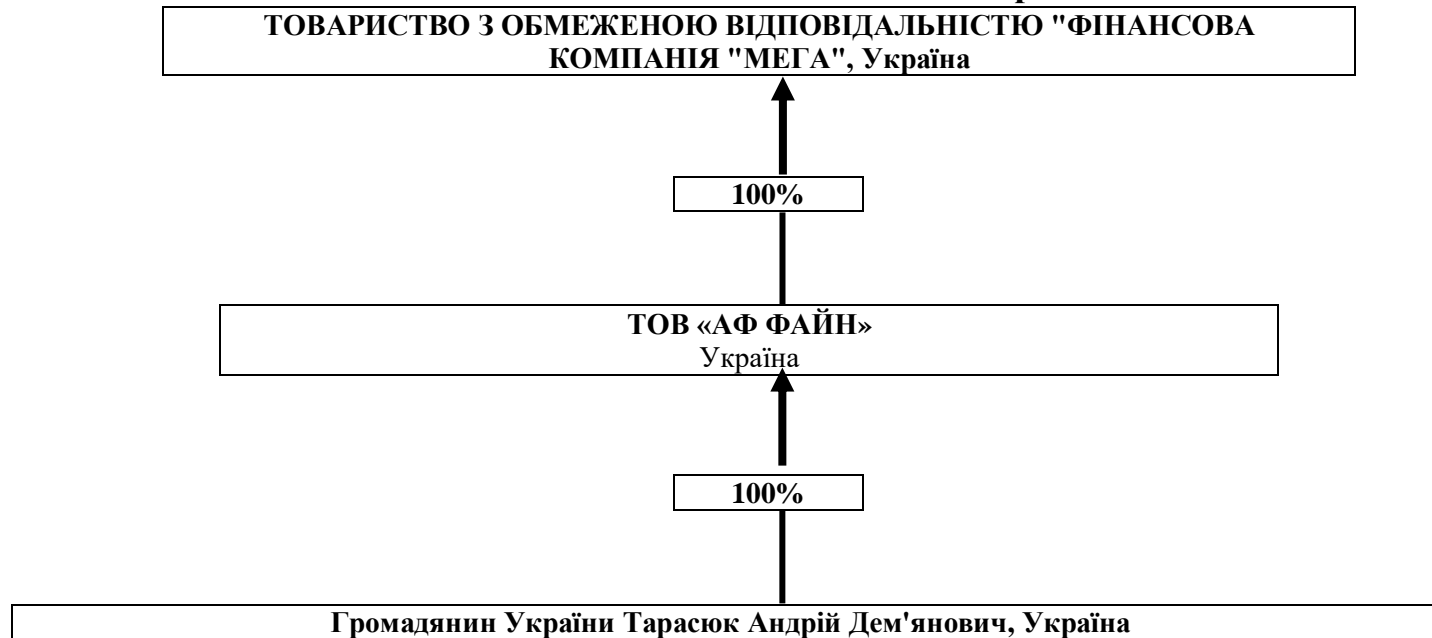 ТОВАРИСТВО З ОБМЕЖЕНОЮ ВІДПОВІДАЛЬНІСТЮ "ФІНАНСОВА
КОМПАНІЯ "МЕГА", Україна
100%
ТОВ «АФ ФАЙН»
Україна
100%
Громадянин України Тарасюк Андрій Дем'янович, Україна